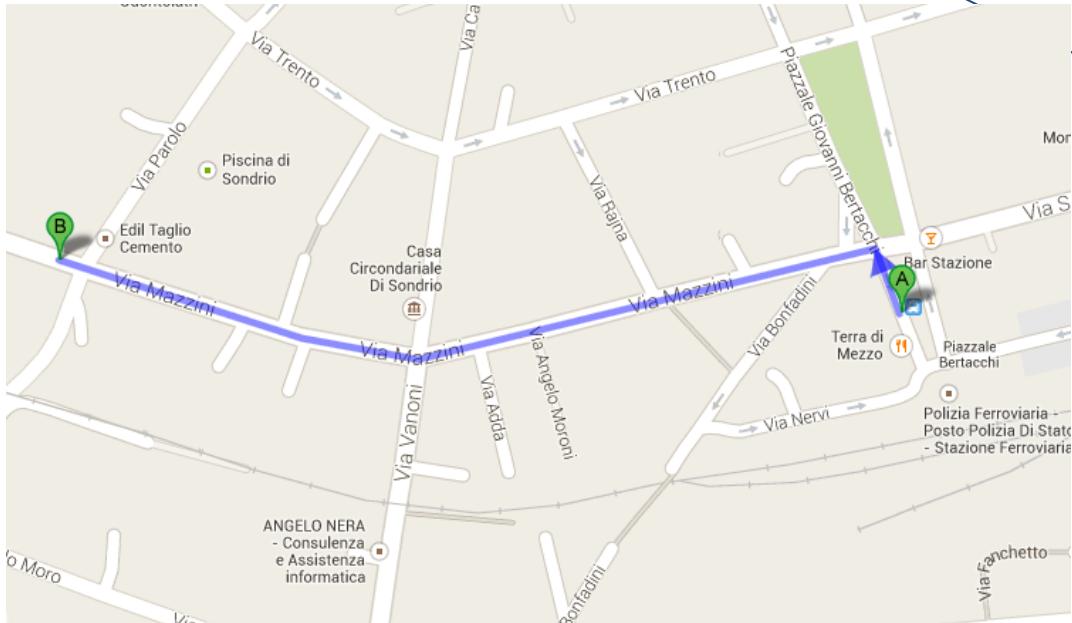 Via Trento
Via Parolo
Piscina di
Sondrio
Edil Taglio
Cemento
B
Via Mazzini
Casa
Circondariale
Di Sondrio
Via Mazzini
Via Vanoni
Via Adda
Via Angelo Moroni
Via Trento
Via Rajna
Via Mazzini
Piazzale Giovanni Bertacchi
Bar Stazione
A
Terra di
Mezzo
Via Bonfadini
Via Nervi
Piazzale
Bertacchi
Polizia Ferroviaria -
Posto Polizia Di Stato
- Stazione Ferroviaria
ANGELO NERA
- Consulenza
e Assistenza
informatica
Moro
Bonfadini
Via Fanchetto
Via
Via
Via